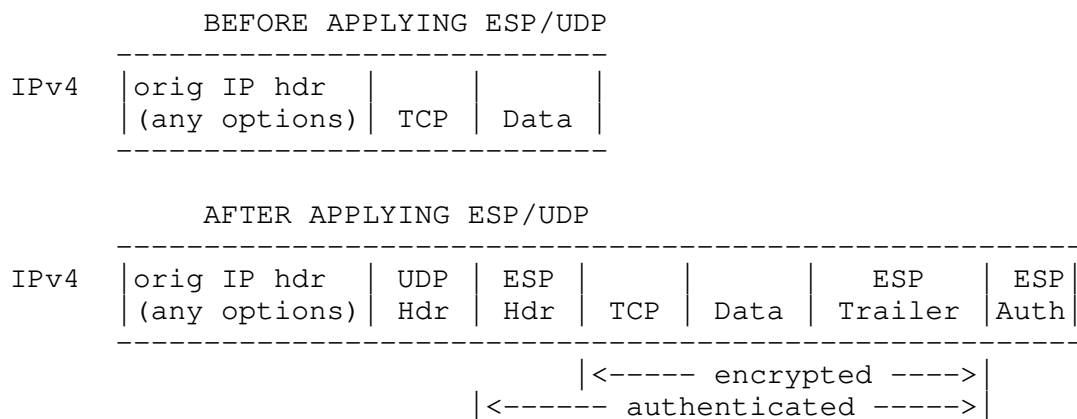 BEFORE APPLYING ESP/UDP
----------------------------
IPv4 |orig IP hdr | | |
|(any options)| TCP | Data |
----------------------------
AFTER APPLYING ESP/UDP
-------------------------------------------------------
IPv4 |orig IP hdr | UDP | ESP | | | ESP | ESP|
|(any options)| Hdr | Hdr | TCP | Data | Trailer |Auth|
-------------------------------------------------------
|<----- encrypted ---->|
|<------ authenticated ----->|